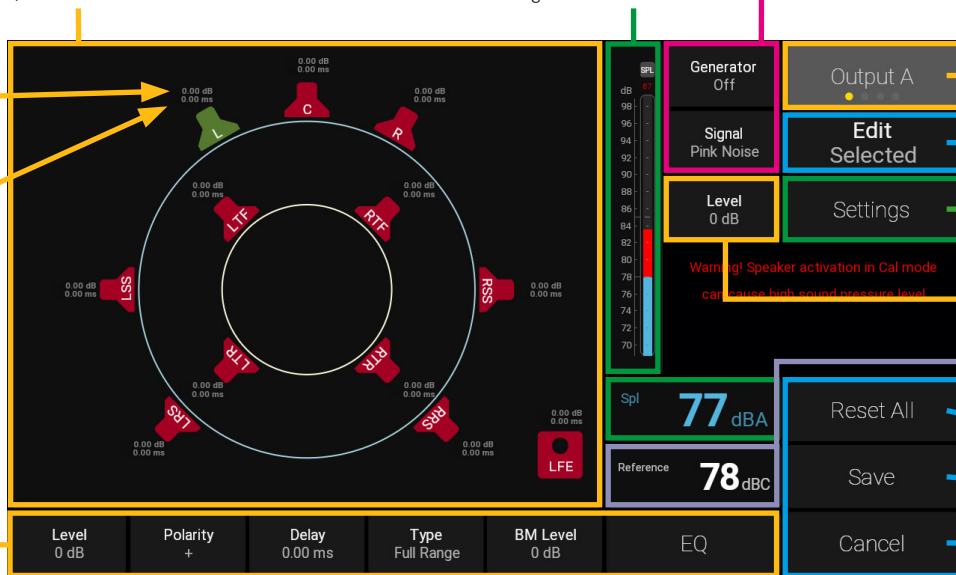 0.00 dB
0.00 ms
C
0.00 dB
0.00 ms
L
0.00 dB
0.00 ms
R
0.00 dB
0.00 ms
LTF
0.00 dB
0.00 ms
RTF
0.00 dB
0.00 ms
LSS
RSS
0.00 dB
0.00 ms
LTR
0.00 dB
0.00 ms
RTR
0.00 dB
0.00 ms
LRS
0.00 dB
0.00 ms
RRS
0.00 dB
0.00 ms
0.00 dB
0.00 ms
LFE
SPL
dB
87
98
96
94
92
90
88
86
84
82
80
78
76
74
72
70
Generator
Off
Signal
Pink Noise
Level
0 dB
Output A
Edit
Selected
Settings
Warning! Speaker activation in Cal mode
can cause high sound pressure level
Spl
77 dBA
Reference
78 dBC
Reset All
Save
Cancel
Level
0 dB
Polarity
+
Delay
0.00 ms
Type
Full Range
BM Level
0 dB
EQ